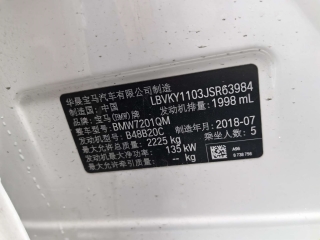 华晨宝马汽车有限公司制造
制造国：中国 LBVKY1103JSR63984
品牌：宝马(BMW)牌 发动机排量：1998 mL
整车型号：BMW7201QM
发动机型号：B48B20C 制造年月：2018-07
最大允许总质量：2225 kg 乘坐人数：5
发动机最大净功率：135 kW
最大允许牵引质量：-- kg A98